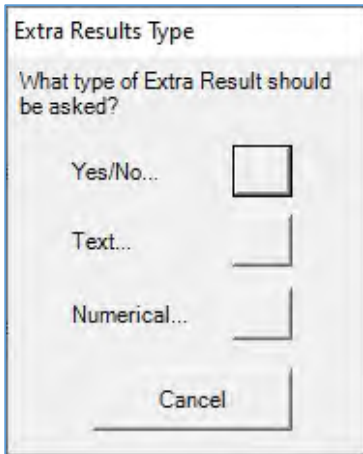 Extra Results Type
What type of Extra Result should
be asked?
Yes/No...
Text...
Numerical...
Cancel